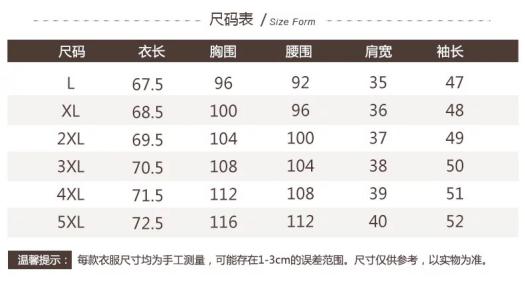 尺码表 / Size Form
尺码 衣长 胸围 腰围 肩宽 袖长
L 67.5 96 92 35 47
XL 68.5 100 96 36 48
2XL 69.5 104 100 37 49
3XL 70.5 108 104 38 50
4XL 71.5 112 108 39 51
5XL 72.5 116 112 40 52
温馨提示: 每款衣服尺寸均为手工测量，可能存在1-3cm的误差范围。尺寸仅供参考，以实物为准。